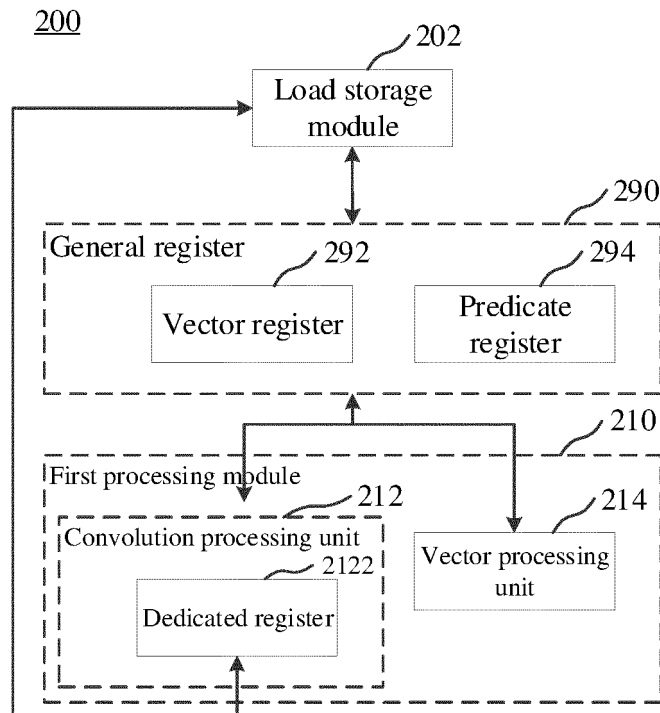 200
202
Load storage
module
290
General register
292
294
Vector register
Predicate
register
210
First processing module
212
214
Convolution processing unit
2122
Vector processing
unit
Dedicated register